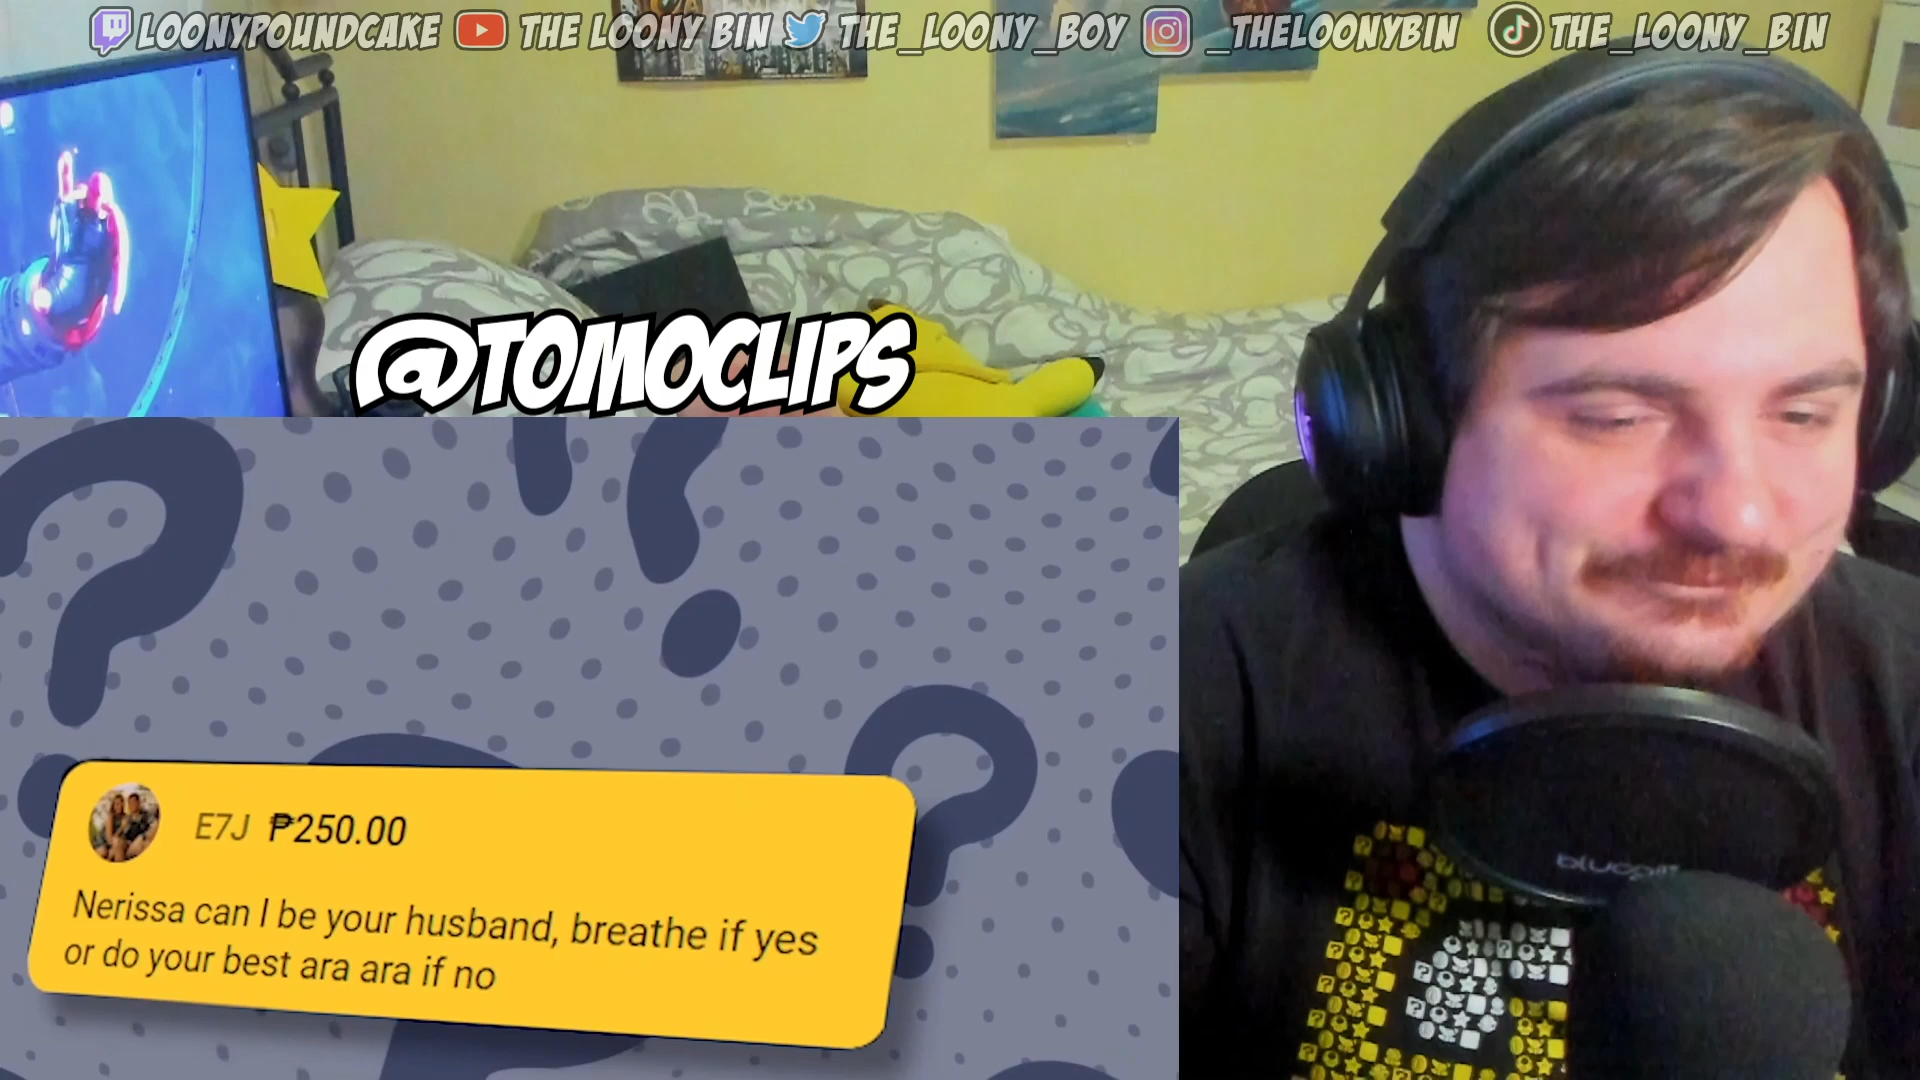 LOONYPOUNDCAKE THE LOONY BIN THE_LOONY_BOY _THELOONYBIN THE_LOONY_BIN
@TOMOCLIPS
E7J ₱250.00
Nerissa can I be your husband, breathe if yes
or do your best ara ara if no